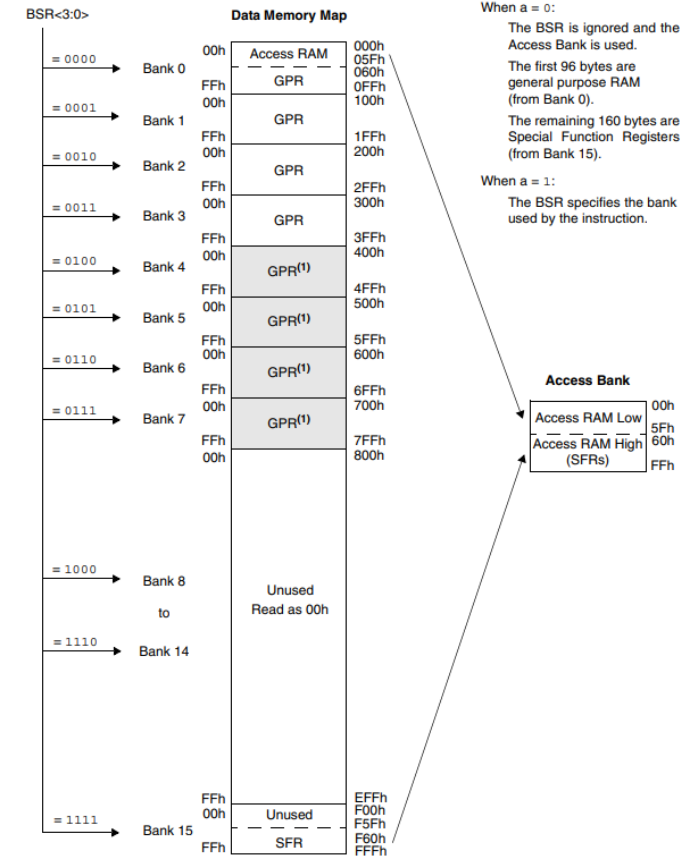 BSR<3:0>
Data Memory Map
When a = 0:
The BSR is ignored and the
Access Bank is used.
The first 96 bytes are
general purpose RAM
(from Bank 0).
The remaining 160 bytes are
Special Function Registers
(from Bank 15).
When a = 1:
The BSR specifies the bank
used by the instruction.
= 0000
Bank 0
00h
Access RAM
000h
05Fh
060h
GPR
FFh
0FFh
= 0001
Bank 1
00h
100h
GPR
FFh
1FFh
= 0010
Bank 2
00h
200h
GPR
FFh
2FFh
= 0011
Bank 3
00h
300h
GPR
FFh
3FFh
= 0100
Bank 4
00h
400h
GPR(1)
FFh
4FFh
= 0101
Bank 5
00h
500h
GPR(1)
FFh
5FFh
= 0110
Bank 6
00h
600h
GPR(1)
FFh
6FFh
= 0111
Bank 7
00h
700h
GPR(1)
FFh
7FFh
00h
800h
Access Bank
Access RAM Low
00h
5Fh
Access RAM High
(SFRs)
60h
FFh
= 1000
Bank 8
to
= 1110
Bank 14
Unused
Read as 00h
FFh
EFFh
= 1111
Bank 15
00h
F00h
Unused
F5Fh
F60h
SFR
FFh
FFFh